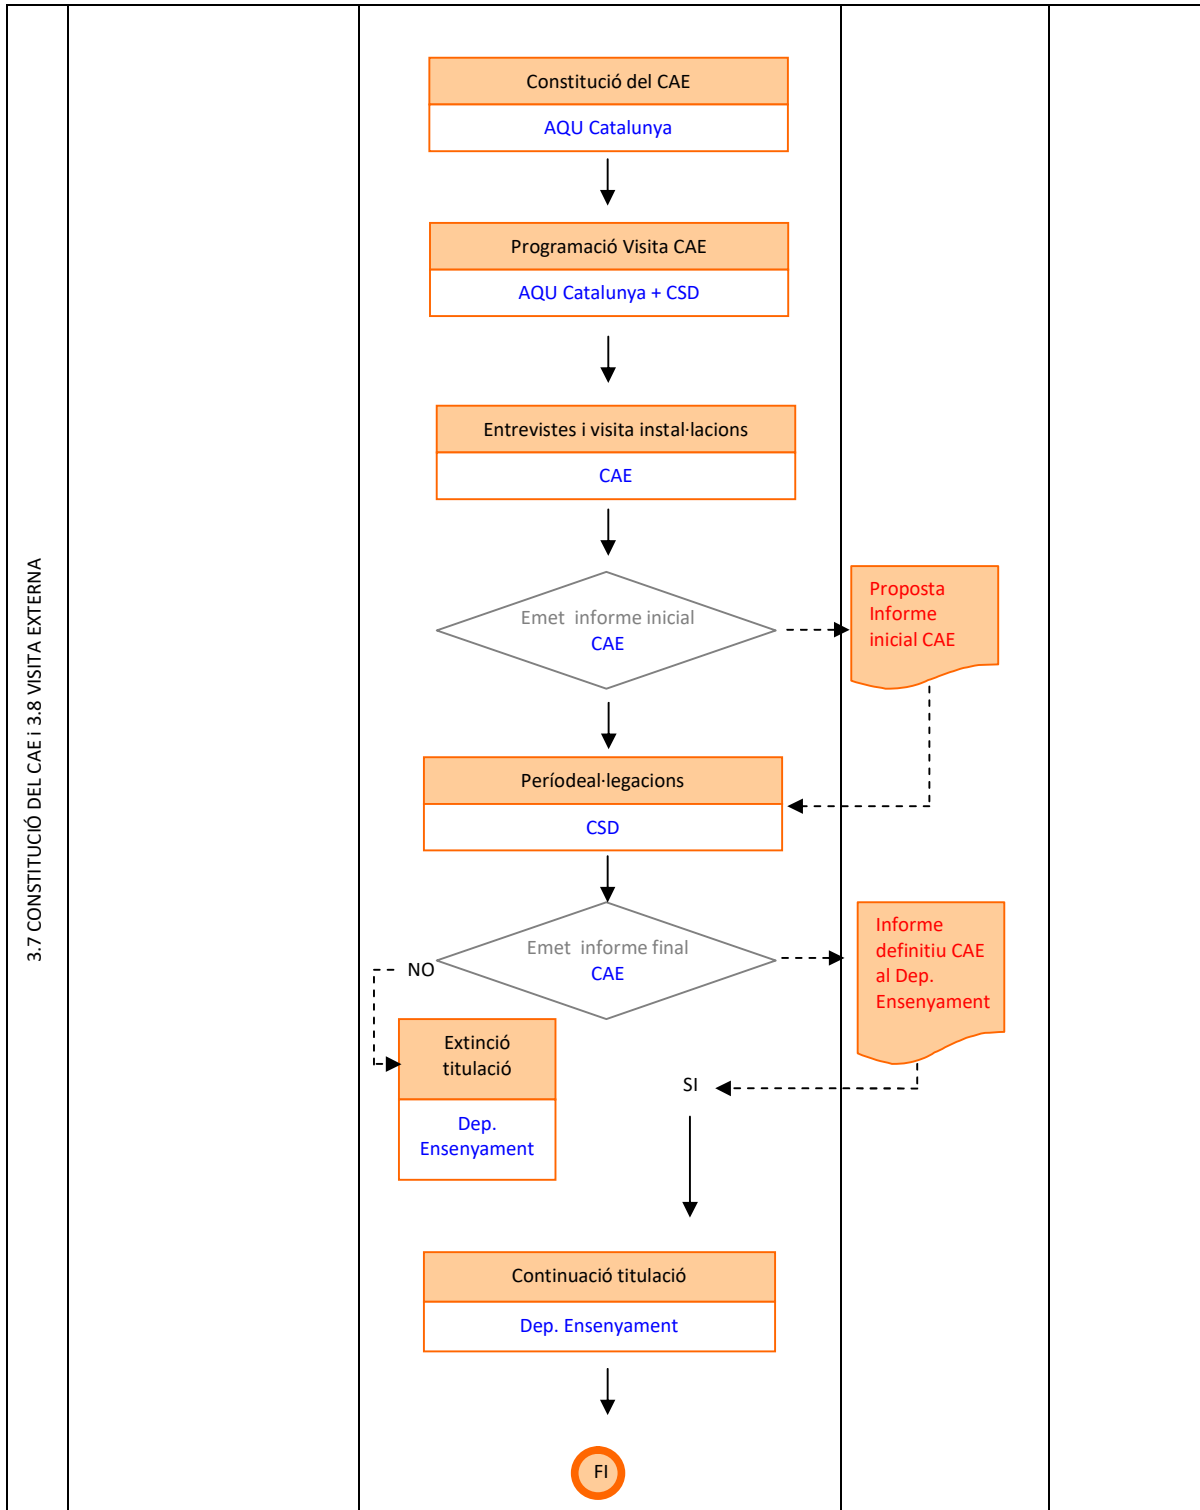 3.7 CONSTITUCIÓ DEL CAE i 3.8 VISITA EXTERNA
Constitució del CAE
AQU Catalunya
Programació Visita CAE
AQU Catalunya + CSD
Entrevistes i visita instal·lacions
CAE
Emet  informe inicial
CAE
Proposta
Informe
inicial CAE
Períodeal·legacions
CSD
Emet  informe final
CAE
Informe
definitiu CAE
al Dep.
Ensenyament
NO
Extinció
titulació
Dep.
Ensenyament
SI
Continuació titulació
Dep. Ensenyament
FI